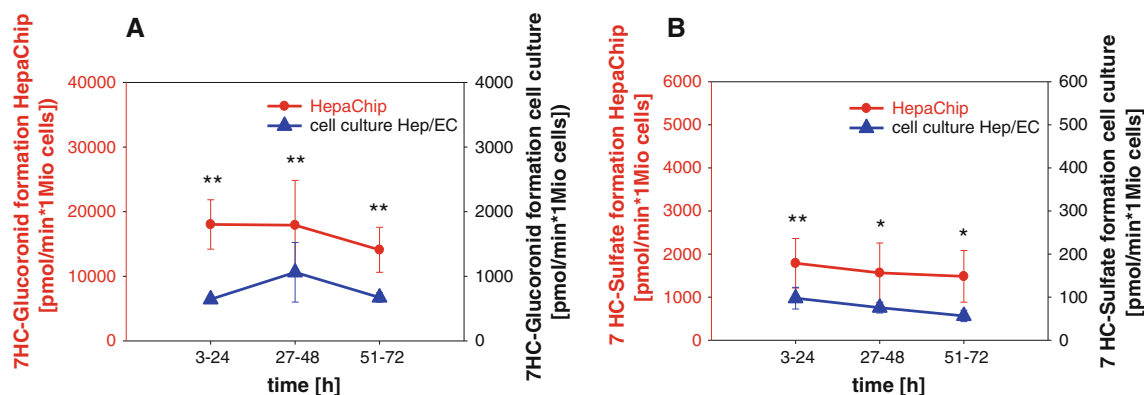 A
7HC-Glucoronid formation HepaChip
[pmol/min*1Mio cells])
40000
30000
20000
10000
0
HepaChip
cell culture Hep/EC
**
**
**
3-24
27-48
51-72
time [h]
4000
3000
2000
1000
0
7HC-Glucoronid formation cell culture
[pmol/min*1Mio cells)
B
7 HC-Sulfate formation HepaChip
[pmol/min*1Mio cells]
6000
5000
4000
3000
2000
1000
0
HepaChip
cell culture Hep/EC
**
*
*
3-24
27-48
51-72
time [h]
600
500
400
300
200
100
0
7 HC-Sulfate formation cell culture
[pmol/min*1Mio cells]